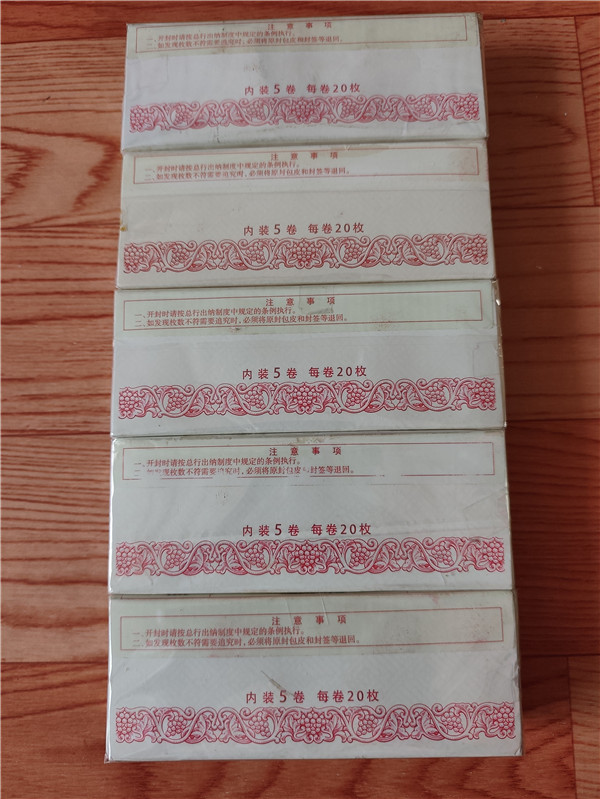 注意事项
一、开封时请按总行出纳制度中规定的条例执行。
二、如发现枚数不符需要追究时，必须将原封包皮和封签等退回。
内装5卷 每卷20枚
注意事项
一、开封时请按总行出纳制度中规定的条例执行。
二、如发现枚数不符需要追究时，必须将原封包皮和封签等退回。
内装5卷 每卷20枚
注意事项
一、开封时请按总行出纳制度中规定的条例执行。
二、如发现枚数不符需要追究时，必须将原封包皮和封签等退回。
内装5卷 每卷20枚
注意事项
一、开封时请按总行出纳制度中规定的条例执行。
二、如发现枚数不符需要追究时，必须将原封包皮和封签等退回。
内装5卷 每卷20枚
注意事项
一、开封时请按总行出纳制度中规定的条例执行。
二、如发现枚数不符需要追究时，必须将原封包皮和封签等退回。
内装5卷 每卷20枚